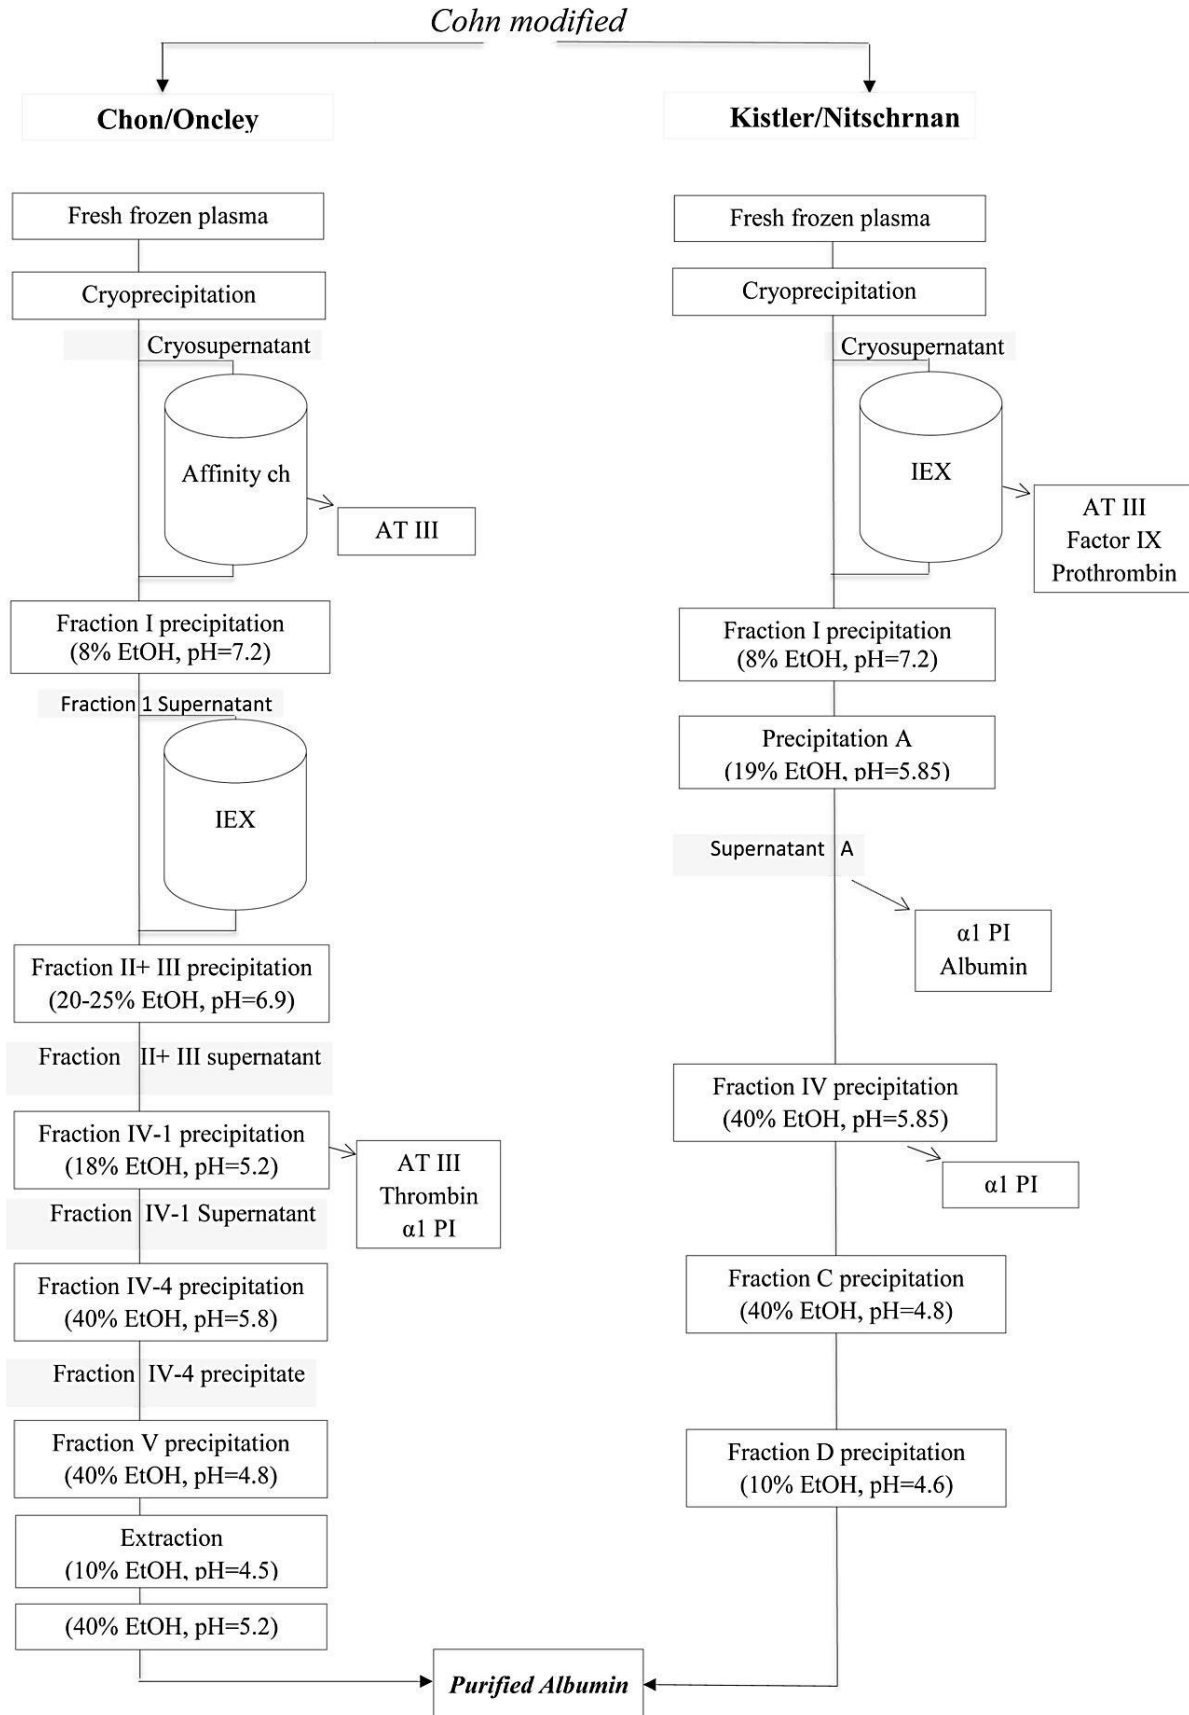 Cohn modified
Chon/Oncley
Fresh frozen plasma
Cryoprecipitation
Cryosupernatant
Affinity ch
AT III
Fraction I precipitation
(8% EtOH, pH=7.2)
Fraction 1 Supernatant
IEX
Fraction II+ III precipitation
(20-25% EtOH, pH=6.9)
Fraction II+ III supernatant
Fraction IV-1 precipitation
(18% EtOH, pH=5.2)
AT III
Thrombin
α1 PI
Fraction IV-1 Supernatant
Fraction IV-4 precipitation
(40% EtOH, pH=5.8)
Fraction IV-4 precipitate
Fraction V precipitation
(40% EtOH, pH=4.8)
Extraction
(10% EtOH, pH=4.5)
(40% EtOH, pH=5.2)
Kistler/Nitschrnan
Fresh frozen plasma
Cryoprecipitation
Cryosupernatant
IEX
AT III
Factor IX
Prothrombin
Fraction I precipitation
(8% EtOH, pH=7.2)
Precipitation A
(19% EtOH, pH=5.85)
Supernatant A
α1 PI
Albumin
Fraction IV precipitation
(40% EtOH, pH=5.85)
α1 PI
Fraction C precipitation
(40% EtOH, pH=4.8)
Fraction D precipitation
(10% EtOH, pH=4.6)
Purified Albumin